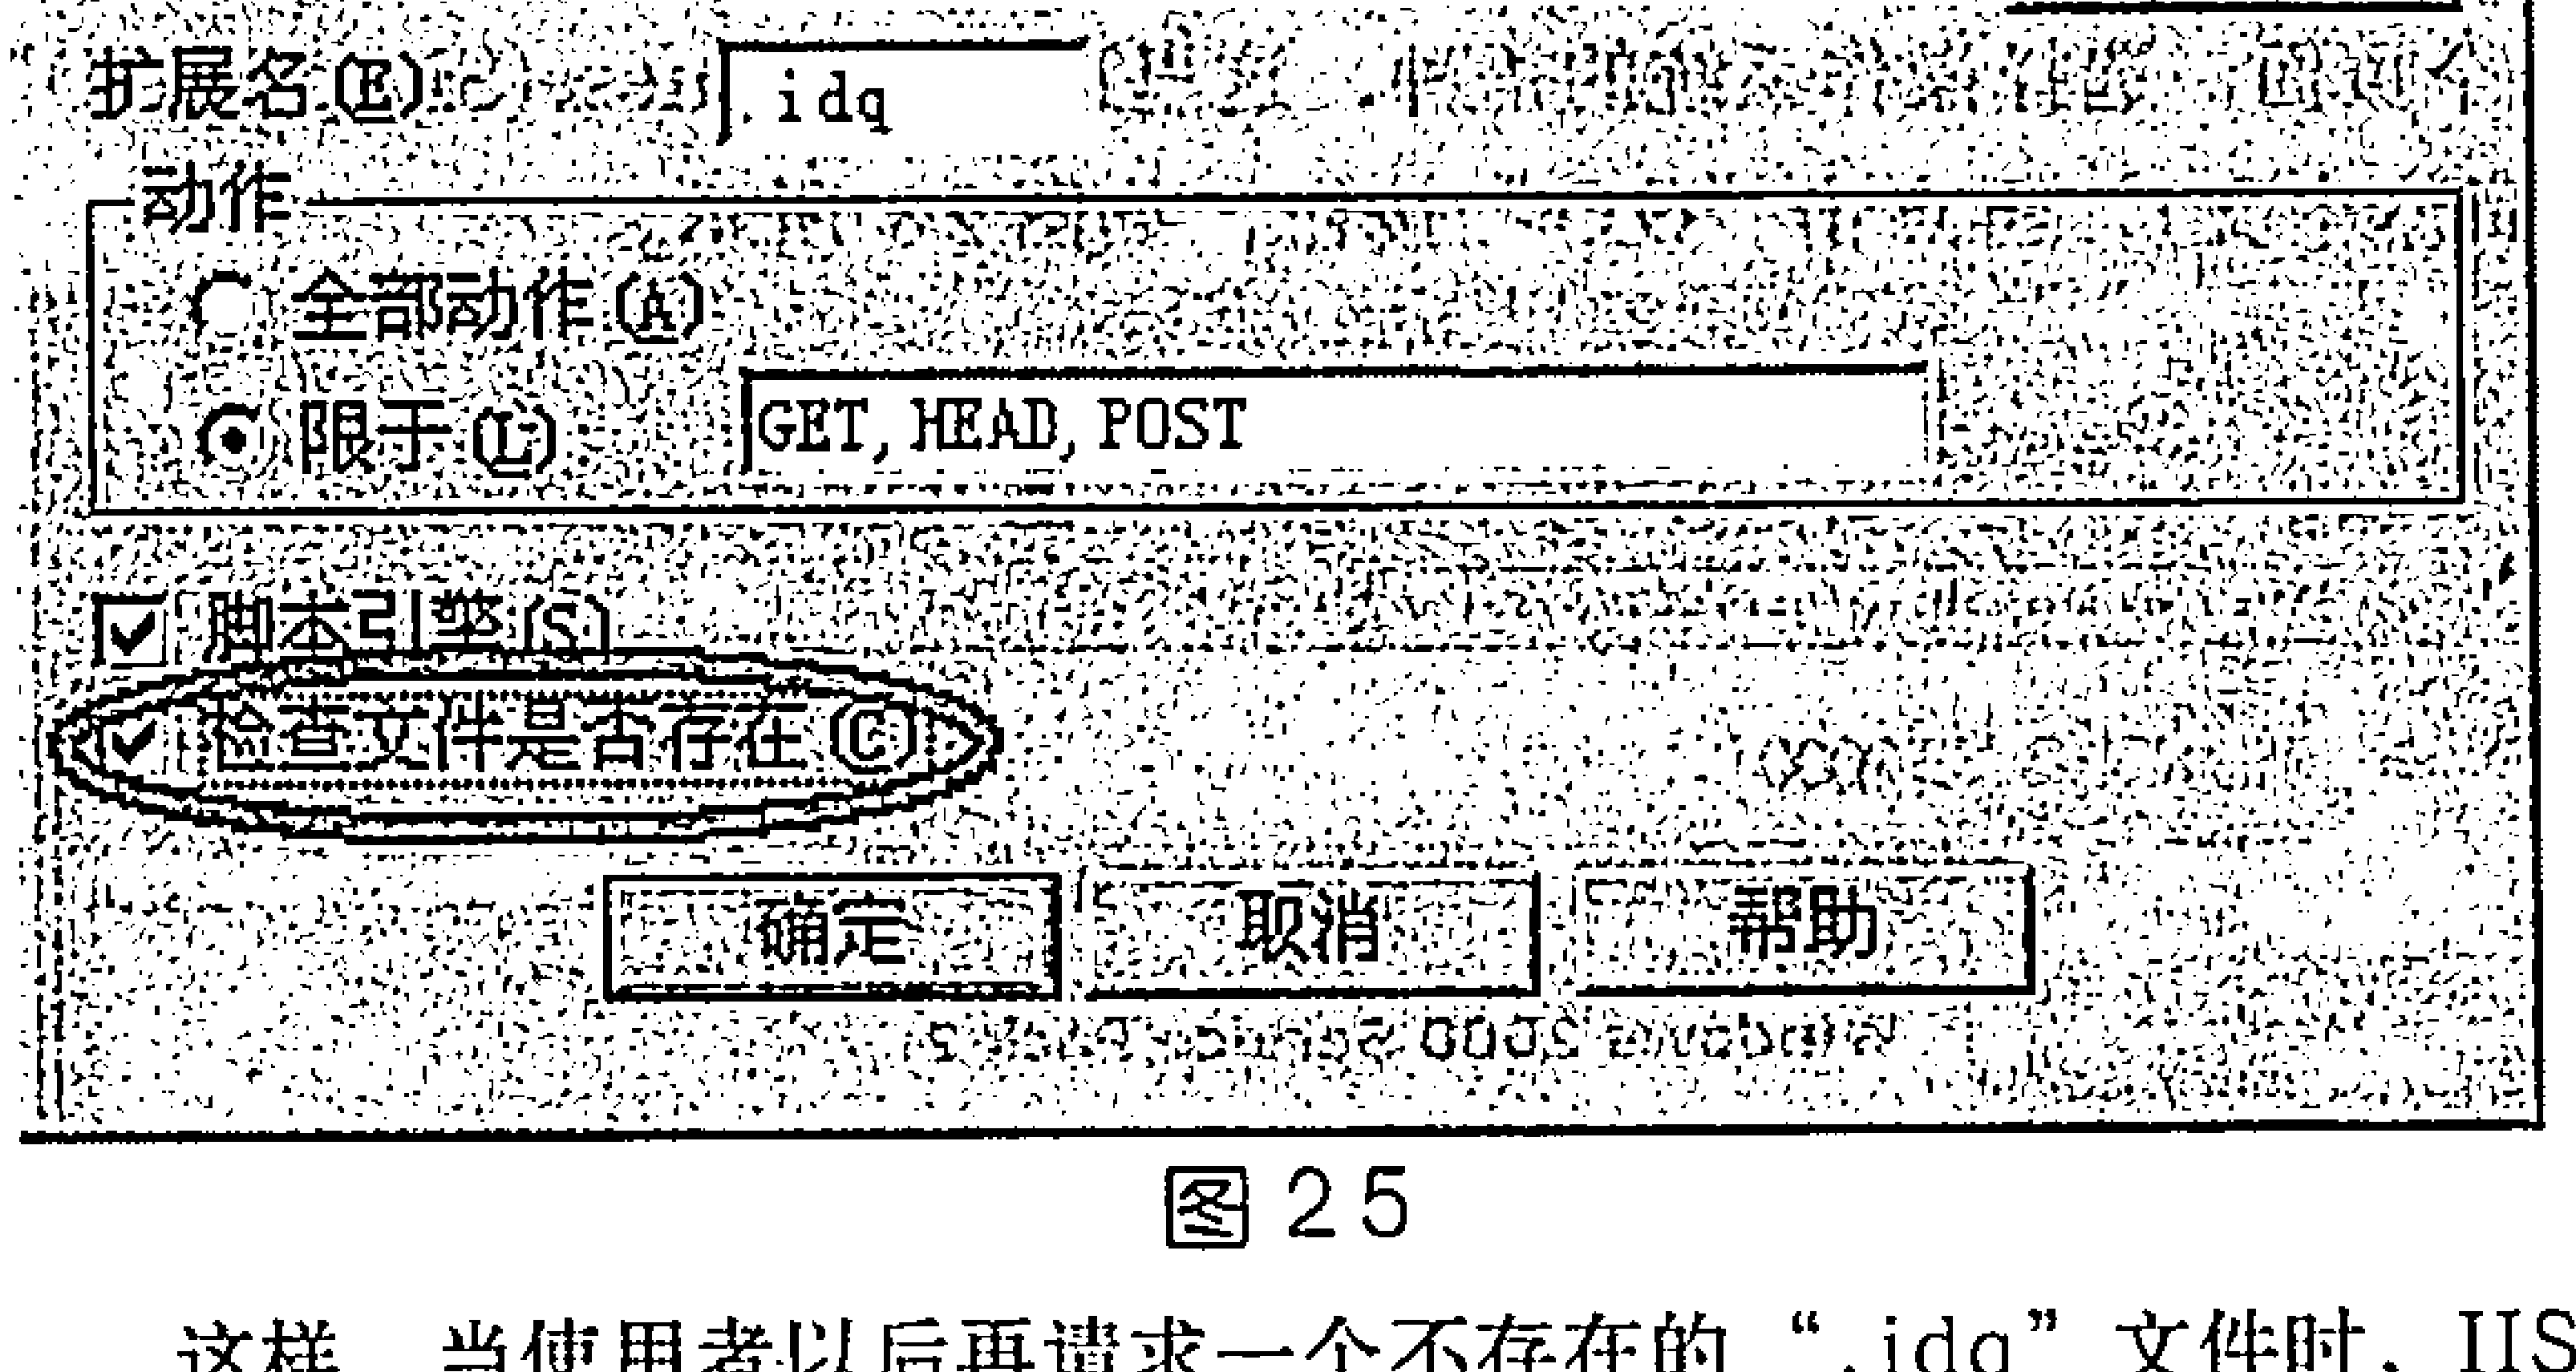 扩展名(E) .idq
动作
全部动作(A)
限于(L) GET,HEAD,POST
脚本引擎(S)
检查文件是否存在(C)
确定 取消 帮助
图 25
这样，当使用者以后再请求一个不存在的“.idq”文件时，IIS